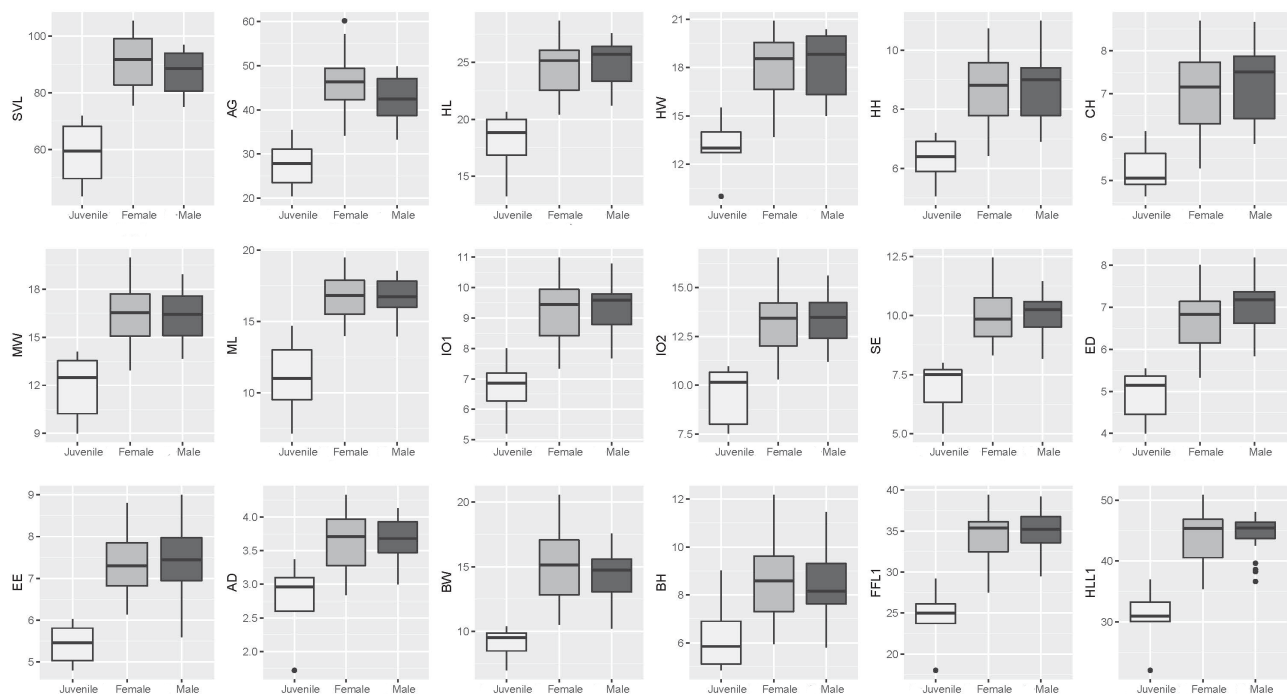 SVL
100
80
60
Juvenile Female Male
AG
60
50
40
30
20
Juvenile Female Male
HL
25
20
15
Juvenile Female Male
HW
21
18
15
12
Juvenile Female Male
HH
10
8
6
Juvenile Female Male
CH
8
7
6
5
Juvenile Female Male
MW
18
15
12
9
Juvenile Female Male
ML
20
15
10
Juvenile Female Male
IO1
11
10
9
8
7
6
5
Juvenile Female Male
IO2
15.0
12.5
10.0
7.5
Juvenile Female Male
SE
12.5
10.0
7.5
5.0
Juvenile Female Male
ED
8
7
6
5
4
Juvenile Female Male
EE
9
8
7
6
5
Juvenile Female Male
AD
4.0
3.5
3.0
2.5
2.0
Juvenile Female Male
BW
20
15
10
Juvenile Female Male
BH
12
10
8
6
Juvenile Female Male
FFL1
40
35
30
25
20
Juvenile Female Male
HLL1
50
40
30
Juvenile Female Male